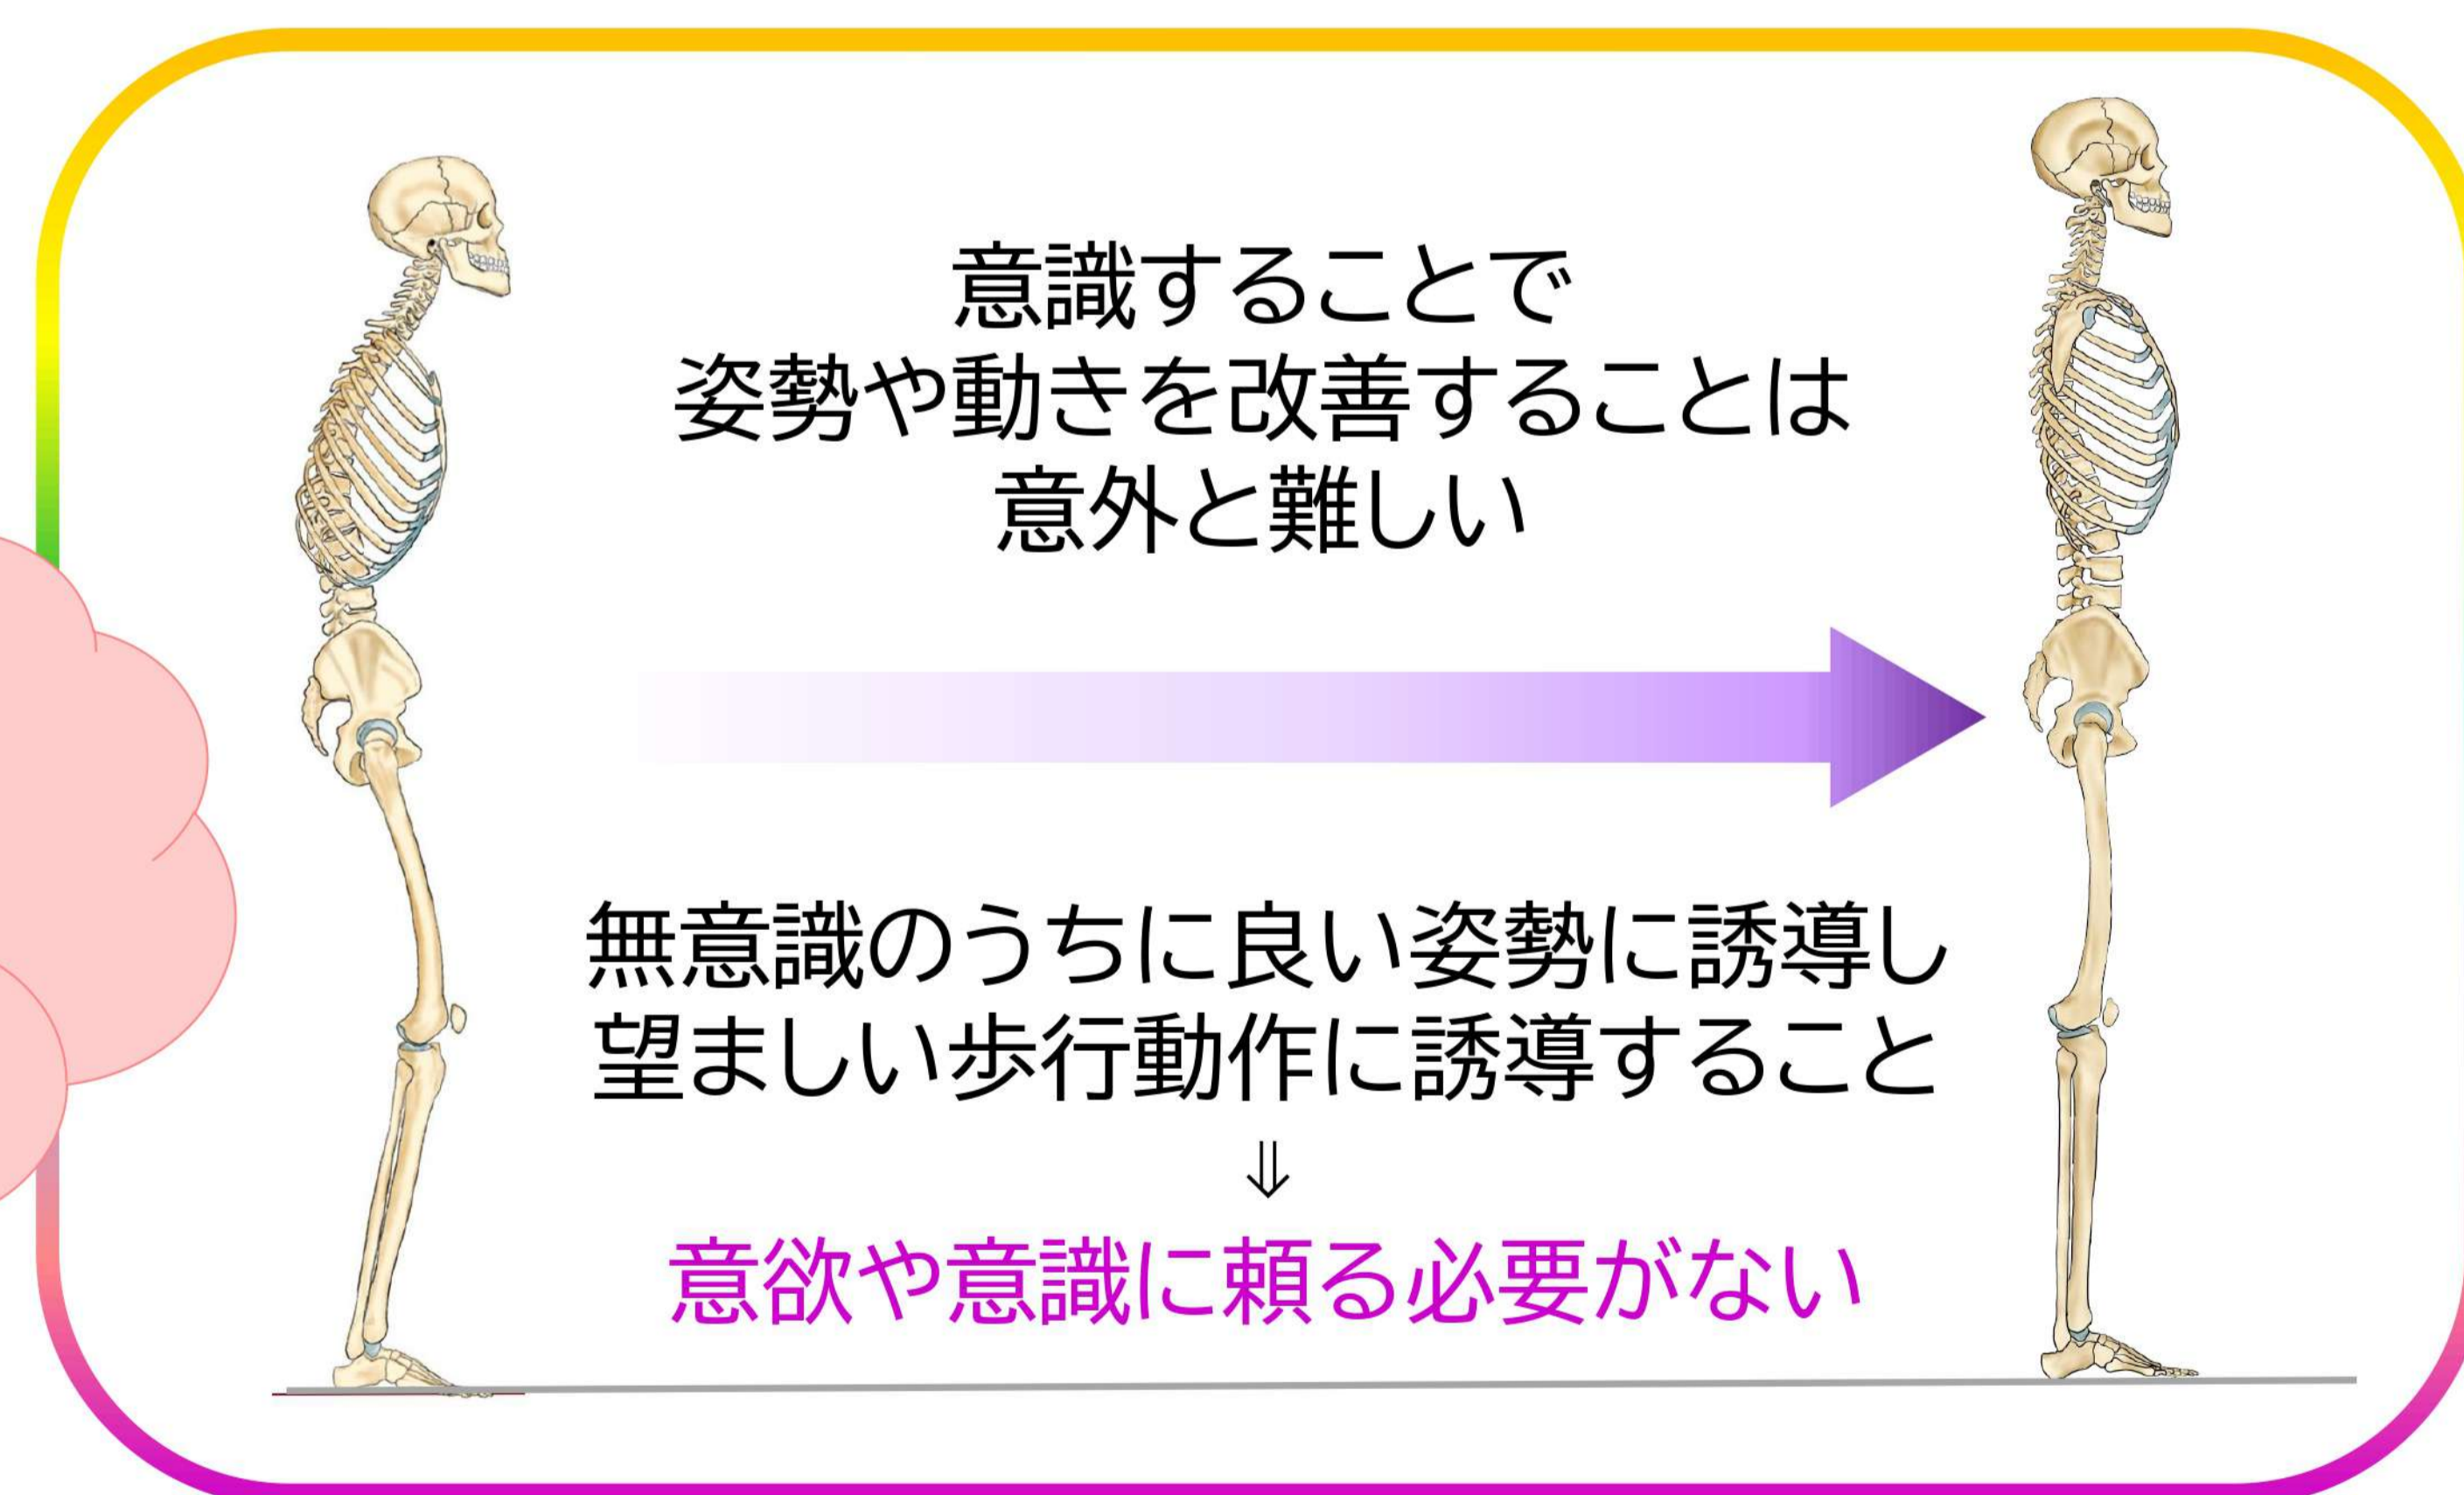 意識することで
姿勢や動きを改善することは
意外と難しい
無意識のうちに良い姿勢に誘導し
望ましい歩行動作に誘導すること
⇓
意欲や意識に頼る必要がない